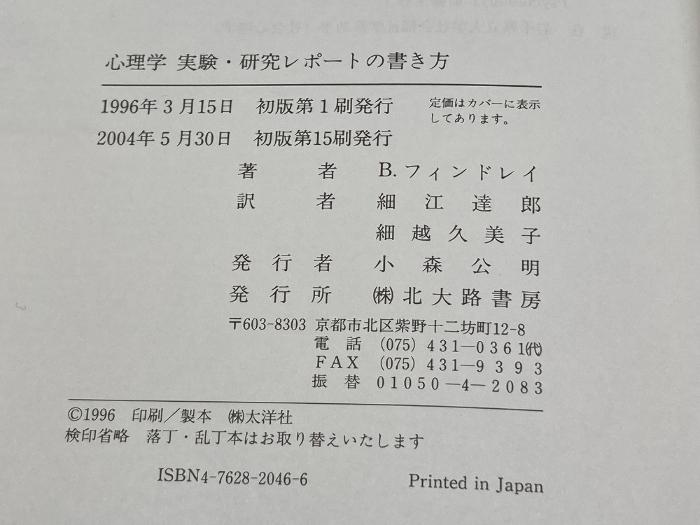 心理学 実験・研究レポートの書き方
1996年3月15日 初版第1刷発行
定価はカバーに表示
してあります。
2004年5月30日 初版第15刷発行
著者 B.フィンドレイ
訳者 細江達郎
細越久美子
発行者 小森公明
発行所 ㈱北大路書房
〒603-8303 京都市北区紫野十二坊町12-8
電話 (075) 431-0361㈹
FAX (075) 431-9393
振替 01050-4-2083
©1996 印刷／製本 ㈱太洋社
検印省略 落丁・乱丁本はお取り替えいたします
ISBN4-7628-2046-6 Printed in Japan